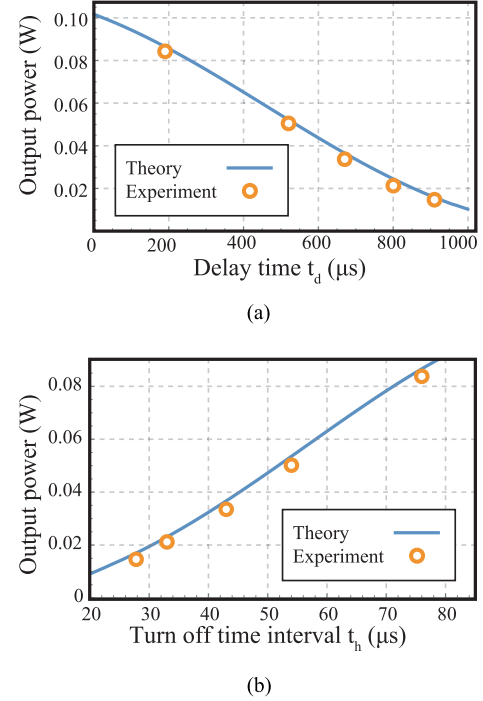 Output power (W)
0.10
0.08
0.06
0.04
0.02
Theory
Experiment
0 200 400 600 800 1000
Delay time t_d (μs)
(a)
Output power (W)
0.08
0.06
0.04
0.02
0
Theory
Experiment
20 30 40 50 60 70 80
Turn off time interval t_h (μs)
(b)